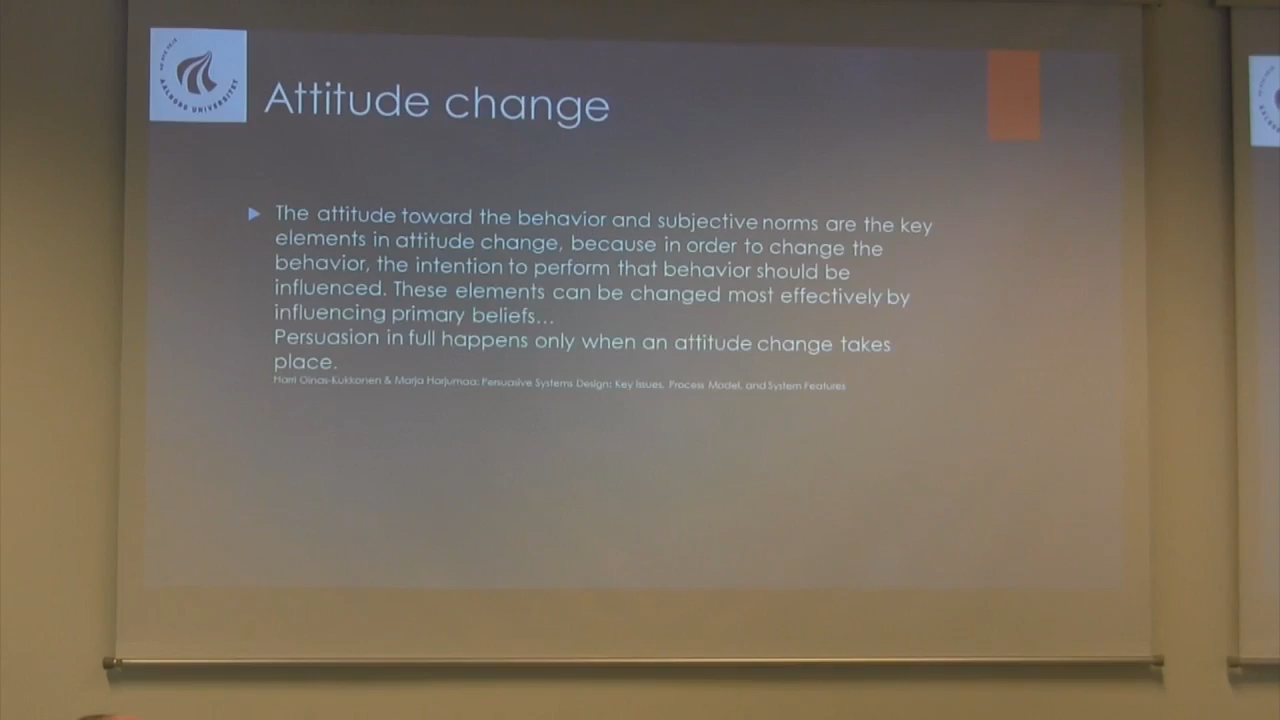 AALBORG UNIVERSITET
Attitude change
The attitude toward the behavior and subjective norms are the key
elements in attitude change, because in order to change the
behavior, the intention to perform that behavior should be
influenced. These elements can be changed most effectively by
influencing primary beliefs...
Persuasion in full happens only when an attitude change takes
place.
Harri Oinas-Kukkonen & Marja Harjumaa: Persuasive Systems Design: Key Issues, Process Model, and System Features